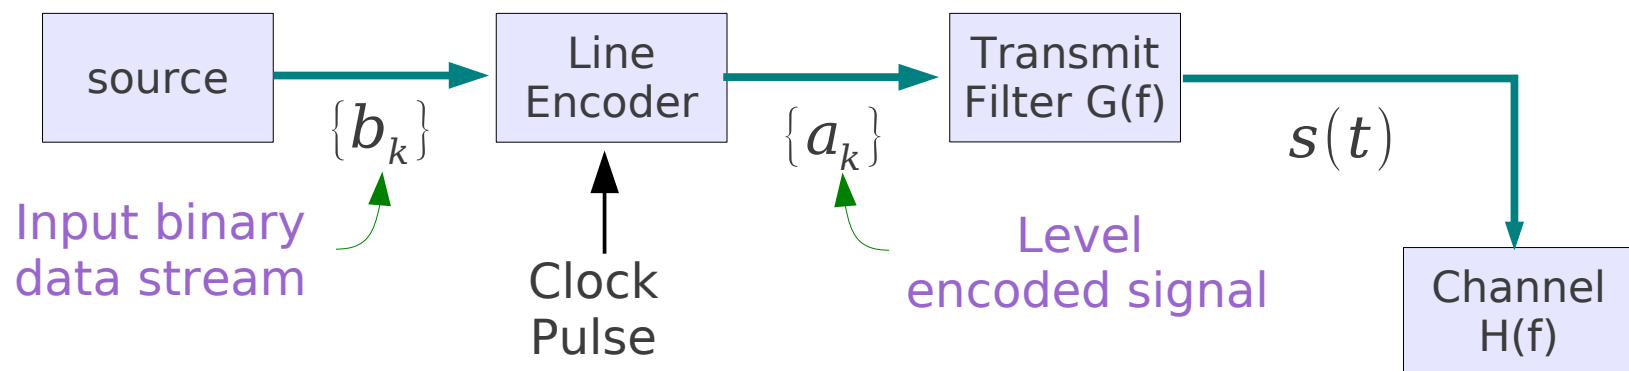 source
{b_k}
Line
Encoder
{a_k}
Transmit
Filter G(f)
s(t)
Input binary
data stream
Clock
Pulse
Level
encoded signal
Channel
H(f)